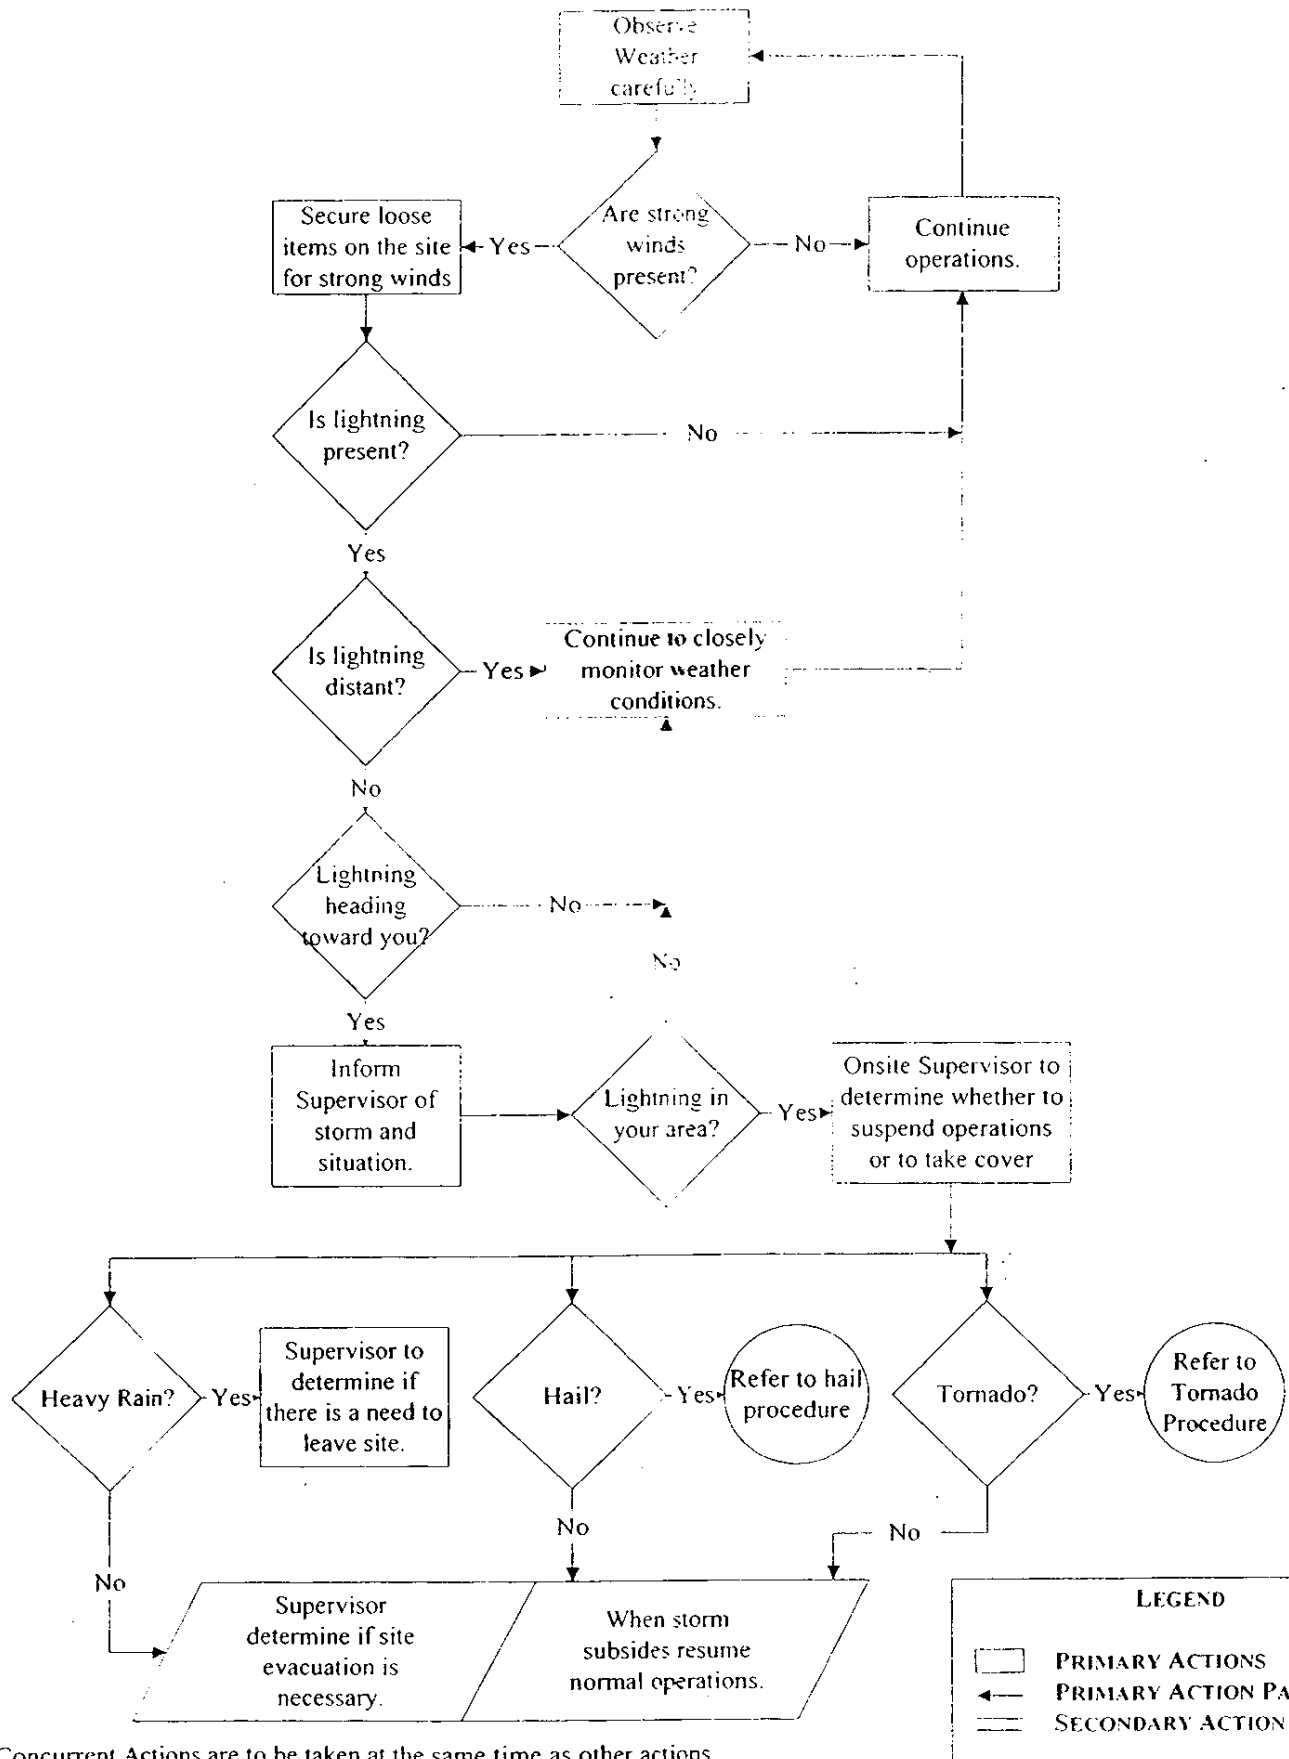 Observe
Weather
carefully
Are strong
winds
present?
Yes
No
Secure loose
items on the site
for strong winds
Continue
operations.
Is lightning
present?
No
Yes
Is lightning
distant?
Yes
Continue to closely
monitor weather
conditions.
No
Lightning
heading
toward you?
No
No
Yes
Inform
Supervisor of
storm and
situation.
Lightning in
your area?
Yes
Onsite Supervisor to
determine whether to
suspend operations
or to take cover
Heavy Rain?
Yes
Supervisor to
determine if
there is a need to
leave site.
Hail?
Yes
Refer to hail
procedure
Tornado?
Yes
Refer to
Tornado
Procedure
No
No
No
Supervisor
determine if site
evacuation is
necessary.
When storm
subsides resume
normal operations.
LEGEND
PRIMARY ACTIONS
PRIMARY ACTION PA
SECONDARY ACTION
Concurrent Actions are to be taken at the same time as other actions